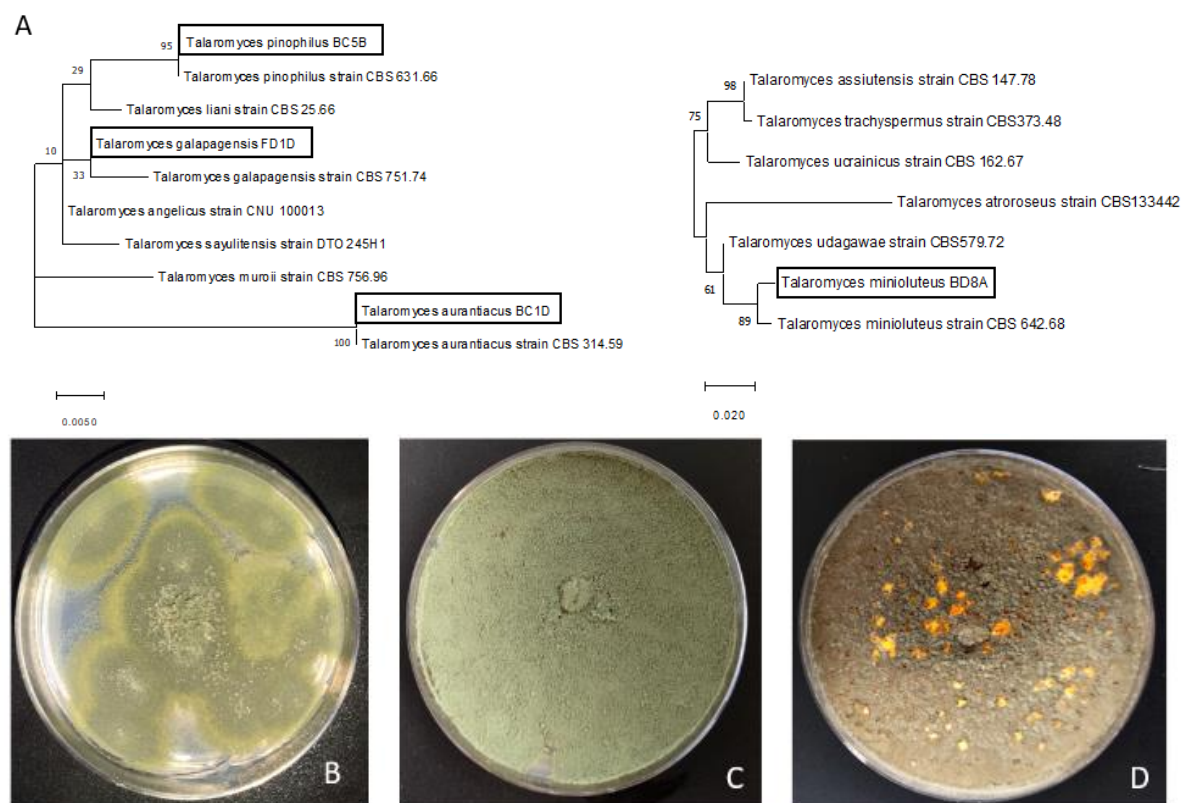 A
95
Talaromyces pinophilus BC5B
29
Talaromyces pinophilus strain CBS 631.66
Talaromyces liani strain CBS 25.66
Talaromyces galapagensis FD1D
10
33
Talaromyces galapagensis strain CBS 751.74
Talaromyces angelicus strain CNU 100013
Talaromyces sayulitensis strain DTO 245H1
Talaromyces muroii strain CBS 756.96
Talaromyces aurantiacus BC1D
100
Talaromyces aurantiacus strain CBS 314.59
0.0050
Talaromyces assiutensis strain CBS 147.78
98
75
Talaromyces trachyspermus strain CBS373.48
Talaromyces ucrainicus strain CBS 162.67
Talaromyces atroroseus strain CBS133442
Talaromyces udagawae strain CBS579.72
Talaromyces minioluteus BD8A
61
89
Talaromyces minioluteus strain CBS 642.68
0.020
B
C
D